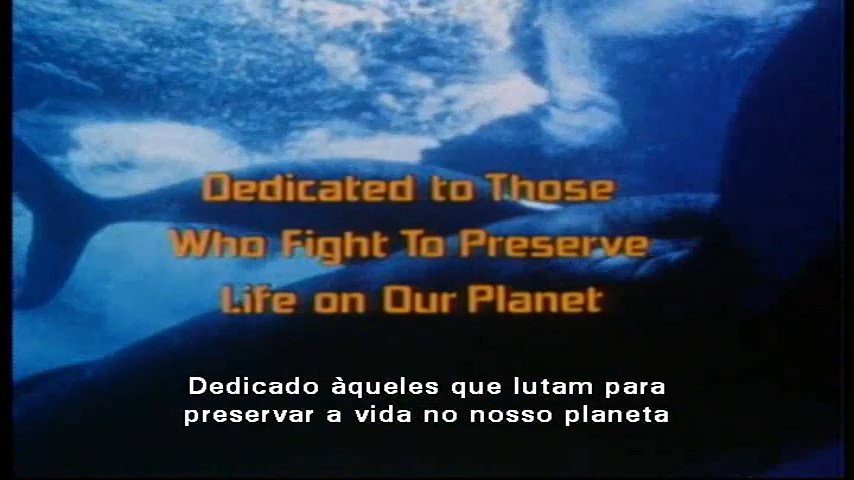 Dedicated to Those
Who Fight To Preserve
Life on Our Planet
Dedicado àqueles que lutam para
preservar a vida no nosso planeta